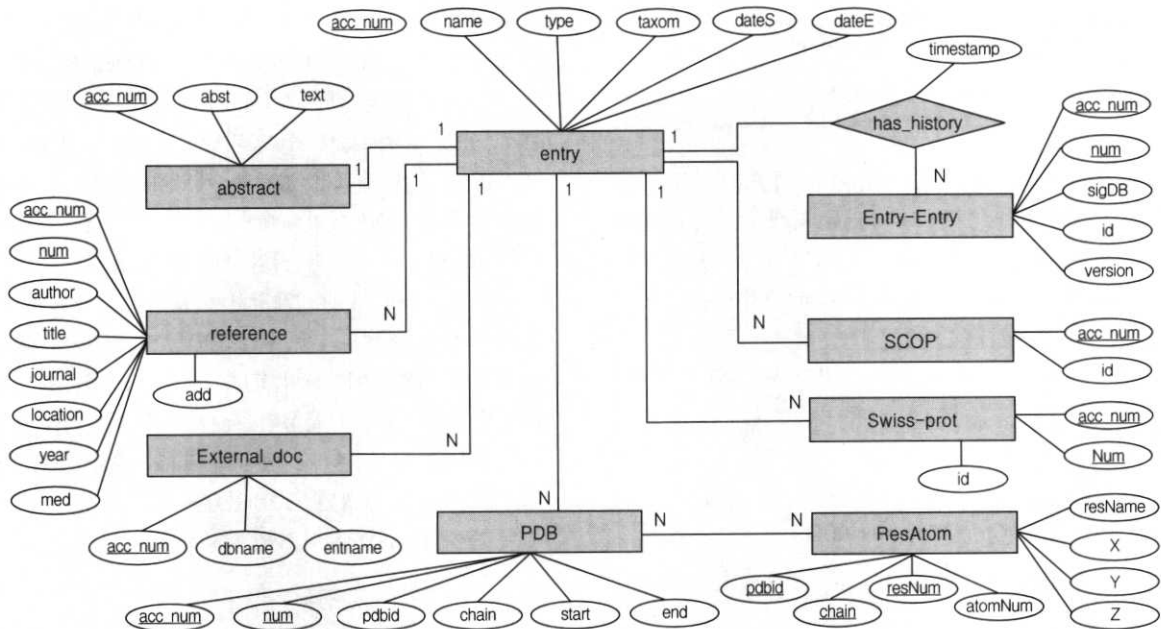 acc_num name type taxom dateS dateE
timestamp
acc_num abst text
acc_num
has_history
1 entry 1
num
abstract 1 1 1 1 1 N
sigDB
acc_num
Entry-Entry
id
num
version
author
N N
title reference SCOP acc_num
journal add id
location
N Swiss-prot acc_num
year External_doc N Num
med id
N
acc_num dbname entname PDB N N ResAtom resName
X
pdbid resNum Y
acc_num num pdbid chain start end chain atomNum Z